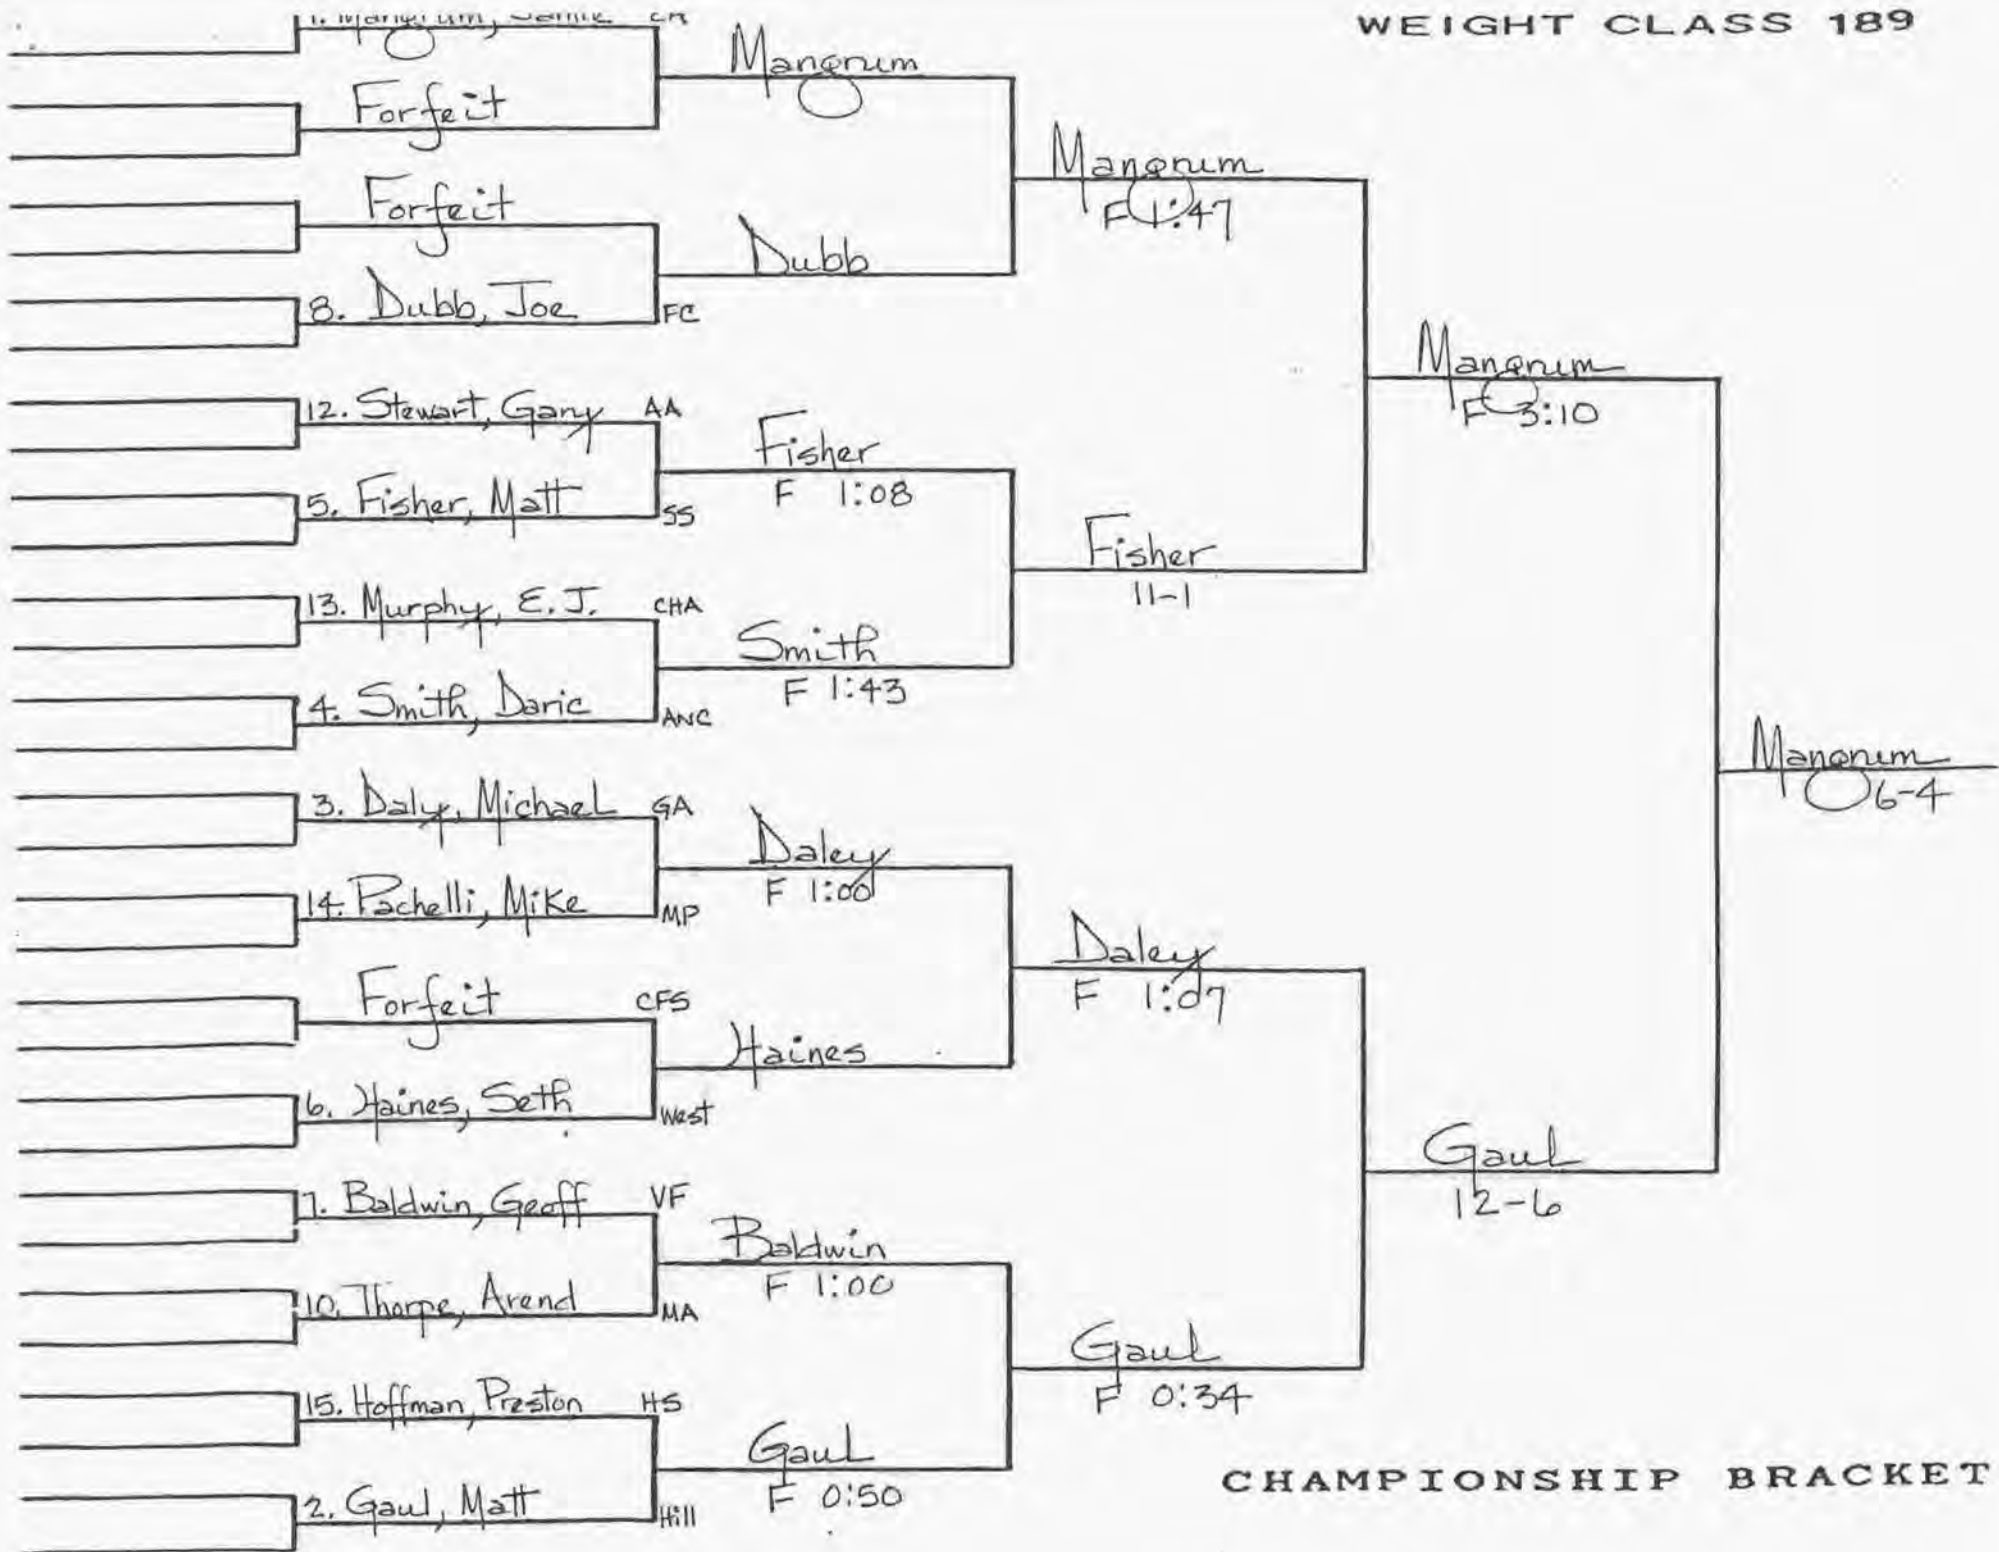 WEIGHT CLASS 189
1. Mangrum,
Forfeit
Forfeit
8. Dubb, Joe FC
12. Stewart, Gary AA
5. Fisher, Matt SS
13. Murphy, E.J. CHA
4. Smith, Daric ANC
3. Daly, Michael GA
14. Pachelli, Mike MP
Forfeit CFS
6. Haines, Seth West
7. Baldwin, Geoff VF
10. Thorpe, Arend MA
15. Hoffman, Preston HS
2. Gaul, Matt Hill
Mangrum
Dubb
Fisher
F 1:08
Smith
F 1:43
Daley
F 1:00
Haines
Baldwin
F 1:00
Gaul
F 0:50
Mangrum
F 1:47
Fisher
11-1
Daley
F 1:07
Gaul
F 0:34
Mangrum
F 3:10
Gaul
12-6
Mangrum
6-4
CHAMPIONSHIP BRACKET